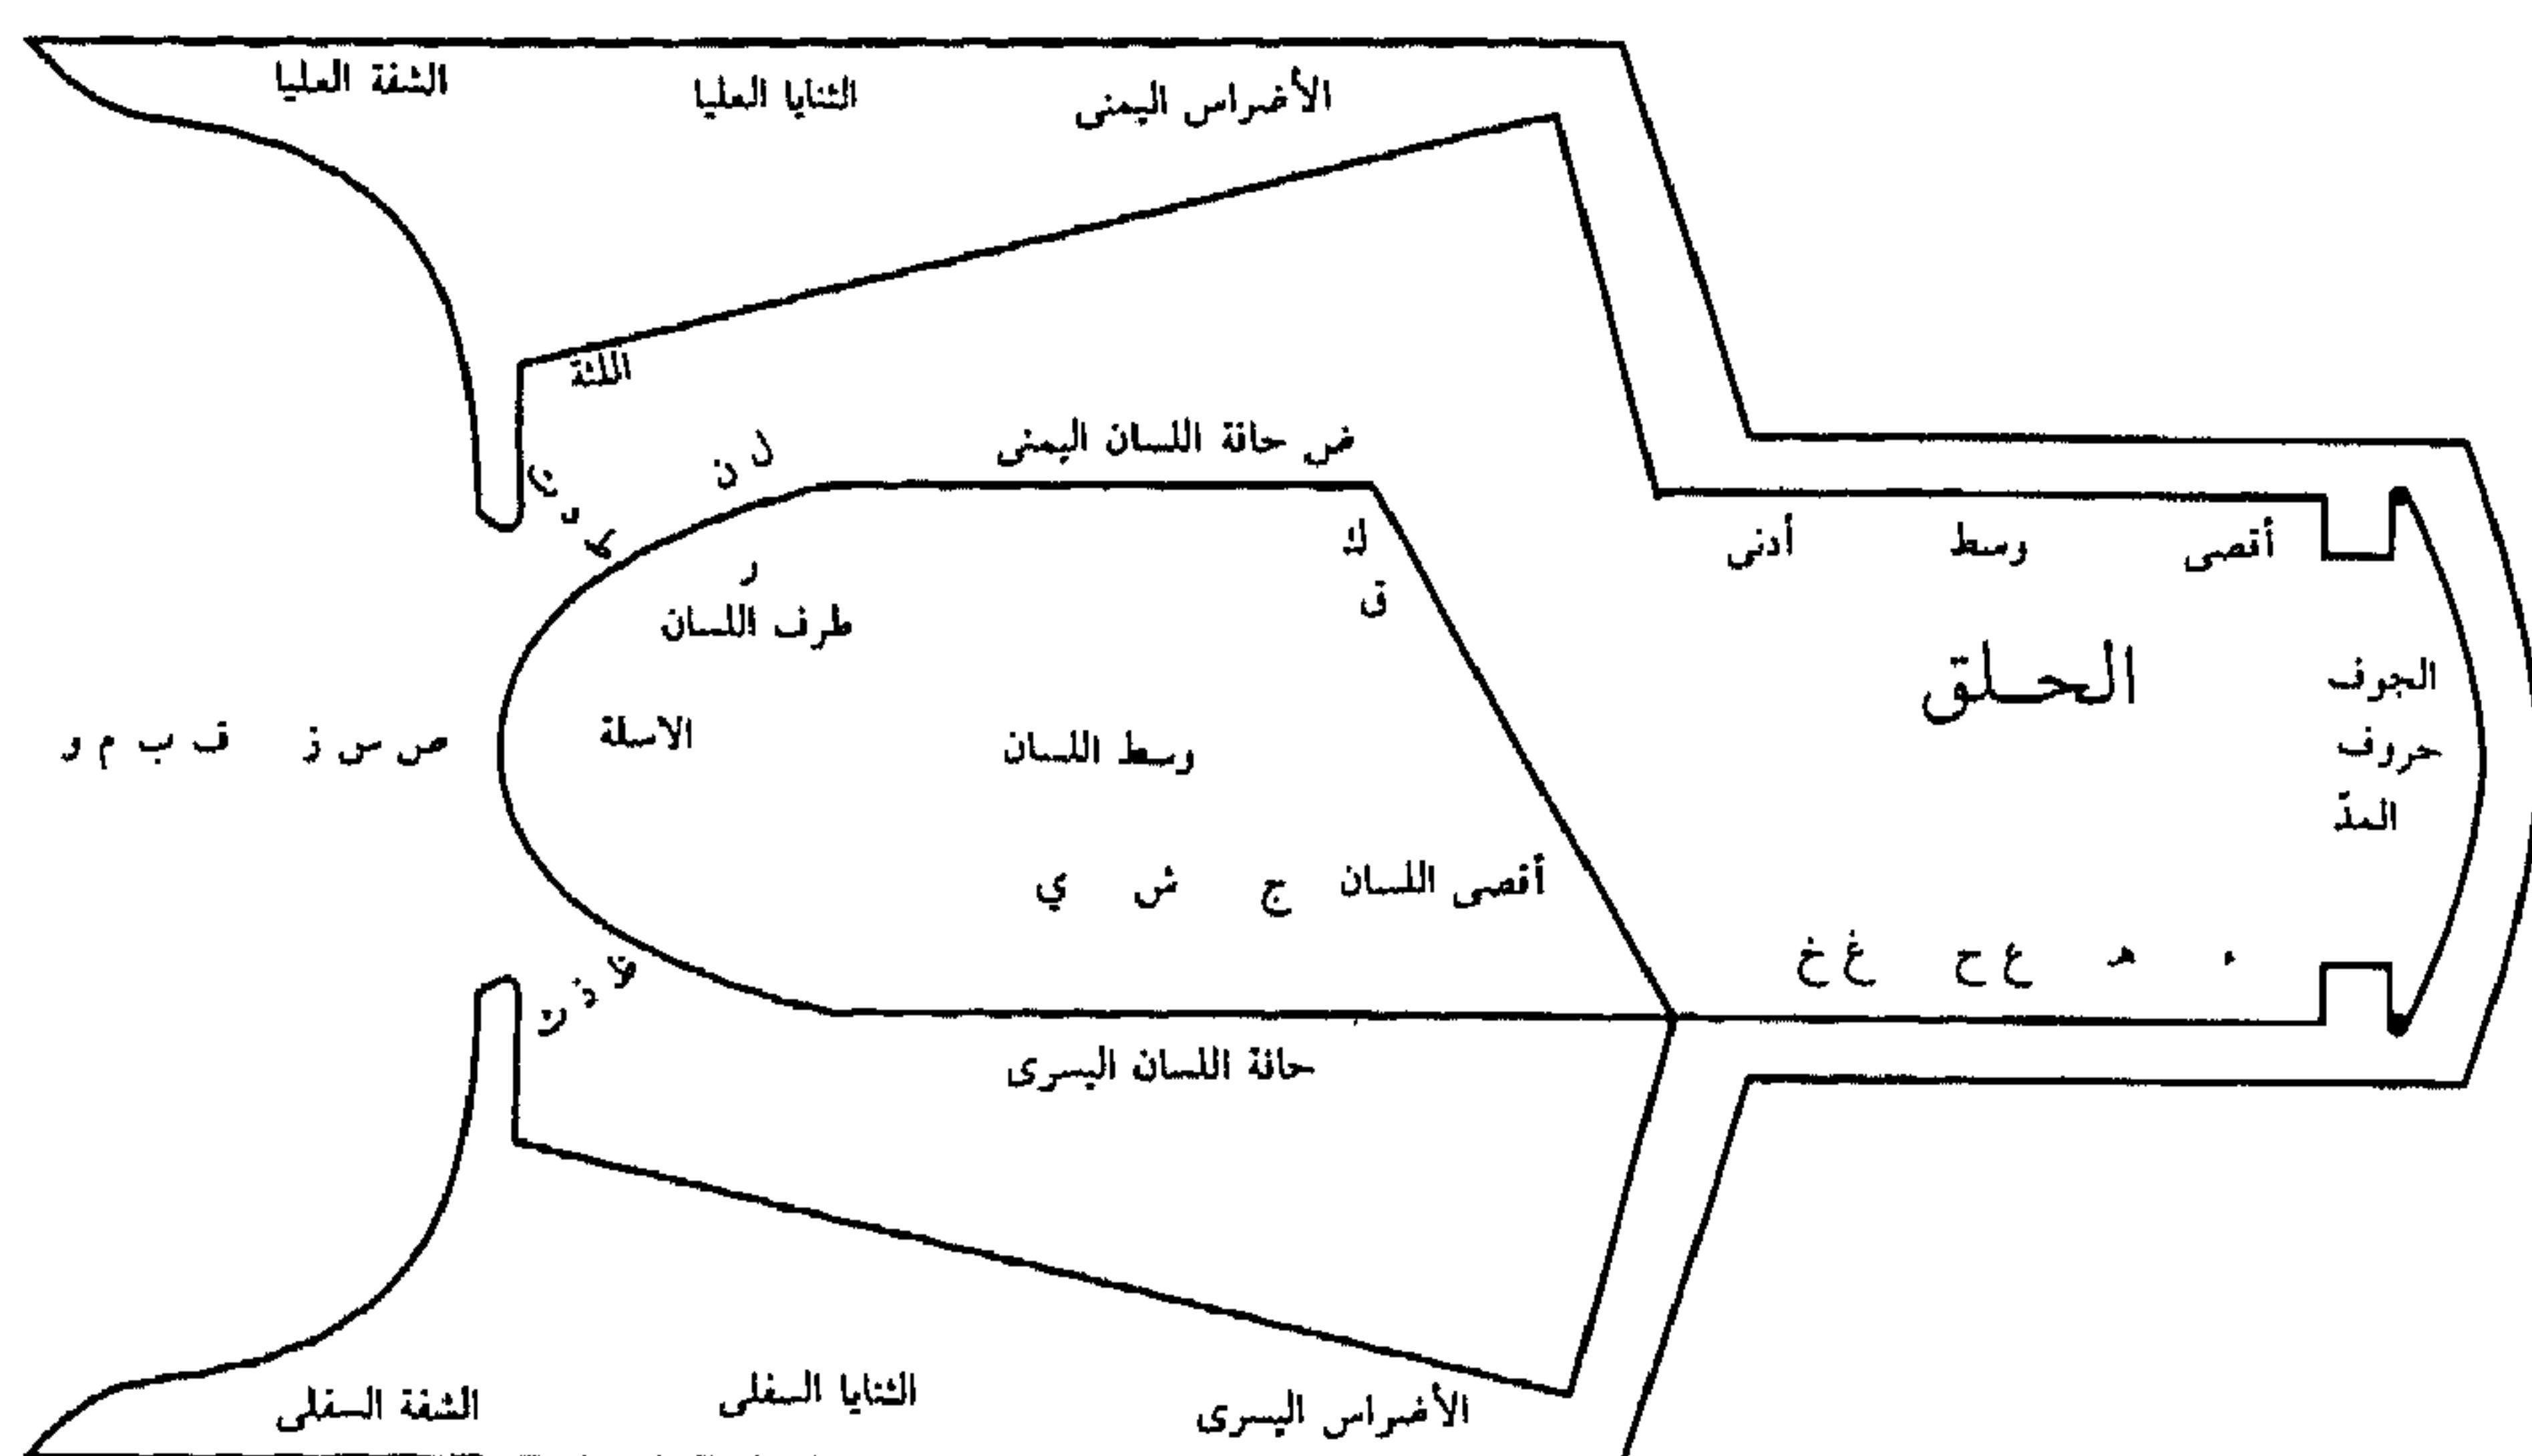 الأضراس اليمنى
الثنايا العليا
الشفة العليا
اللثة
ل ن
ض حافة اللسان اليمنى
ط د ت
ر
طرف اللسان
ك
ق
أقصى وسط أدنى
الحلق
الجوف
حروف
المدّ
وسط اللسان
الاسلة
ص س ز ف ب م و
أقصى اللسان ج ش ي
ء هـ ع ح غ خ
ظ ذ ث
حافة اللسان اليسرى
الأضراس اليسرى
الثنايا السفلى
الشفة السفلى